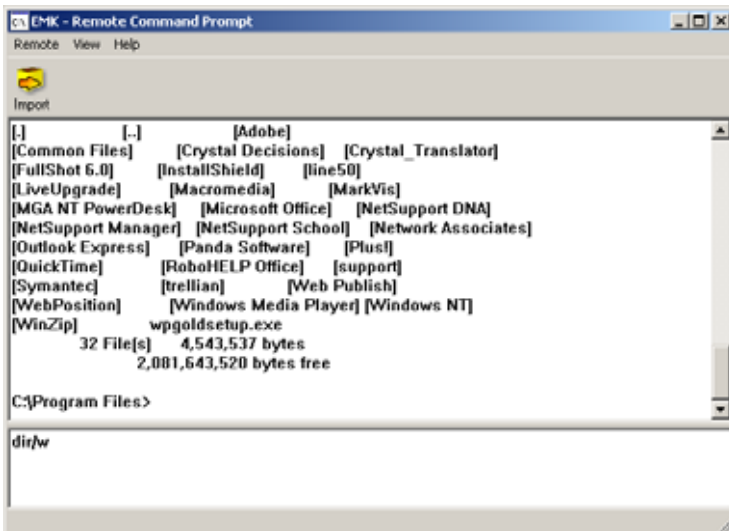 EMK - Remote Command Prompt
Remote View Help
Import
[.] [..] [Adobe]
[Common Files] [Crystal Decisions] [Crystal_Translator]
[FullShot 6.0] [InstallShield] [line50]
[LiveUpgrade] [Macromedia] [MarkVis]
[MGA NT PowerDesk] [Microsoft Office] [NetSupport DNA]
[NetSupport Manager] [NetSupport School] [Network Associates]
[Outlook Express] [Panda Software] [Plus!]
[QuickTime] [RoboHELP Office] [support]
[Symantec] [trellian] [Web Publish]
[WebPosition] [Windows Media Player] [Windows NT]
[WinZip] wpgoldsetup.exe
32 File[s] 4,543,537 bytes
2,081,643,520 bytes free
C:\Program Files>
dir/w